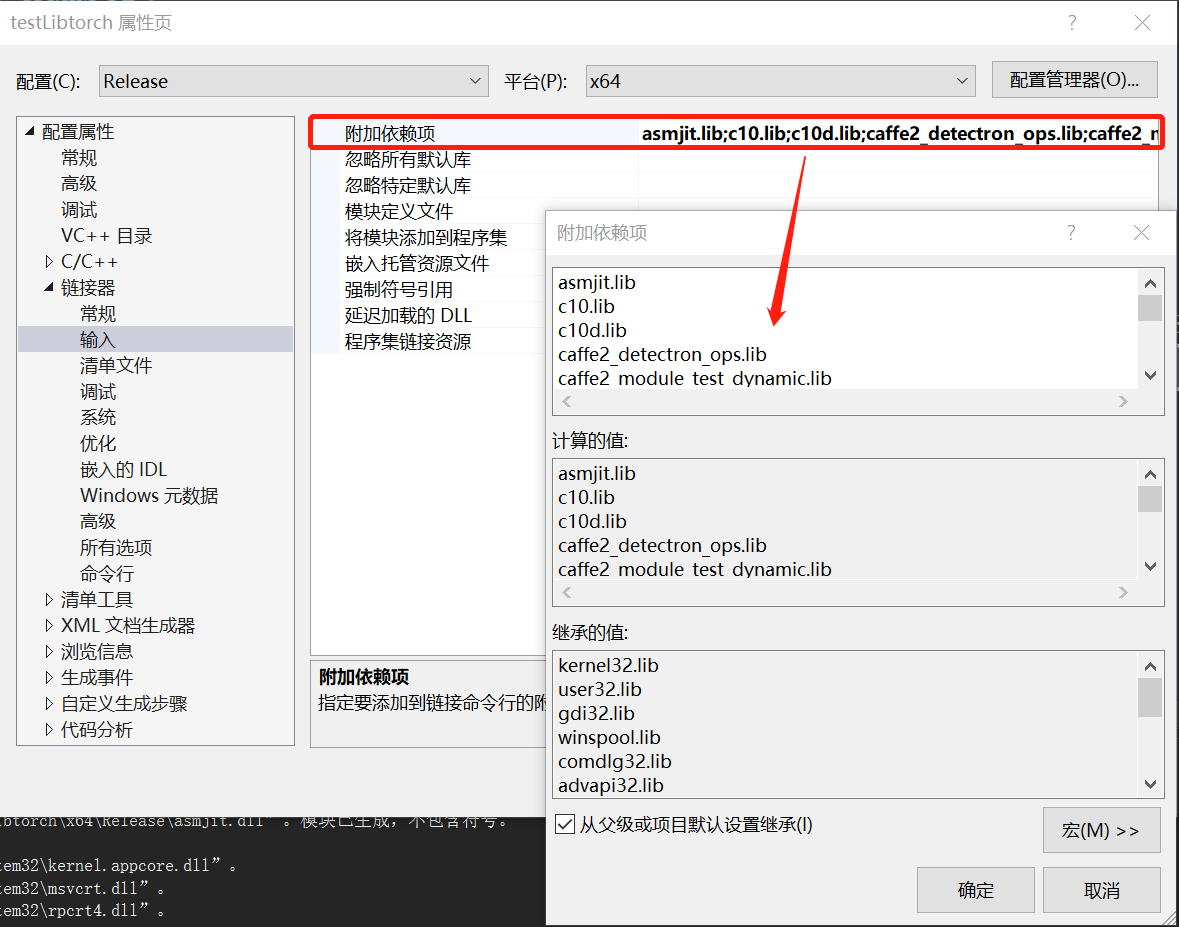 testLibtorch 属性页
配置(C):
Release
平台(P):
x64
配置管理器(O)...
配置属性
常规
高级
调试
VC++ 目录
C/C++
链接器
常规
输入
清单文件
调试
系统
优化
嵌入的 IDL
Windows 元数据
高级
所有选项
命令行
清单工具
XML 文档生成器
浏览信息
生成事件
自定义生成步骤
代码分析
附加依赖项 asmjit.lib;c10.lib;c10d.lib;caffe2_detectron_ops.lib;caffe2_
忽略所有默认库
忽略特定默认库
模块定义文件
将模块添加到程序集
嵌入托管资源文件
强制符号引用
延迟加载的 DLL
程序集链接资源
附加依赖项
指定要添加到链接命令行的附
附加依赖项
asmjit.lib
c10.lib
c10d.lib
caffe2_detectron_ops.lib
caffe2_module_test_dynamic.lib
计算的值:
asmjit.lib
c10.lib
c10d.lib
caffe2_detectron_ops.lib
caffe2_module_test_dynamic.lib
继承的值:
kernel32.lib
user32.lib
gdi32.lib
winspool.lib
comdlg32.lib
advapi32.lib
从父级或项目默认设置继承(I)
宏(M) >>
确定
取消
ibtorch\x64\Release\asmjit.dll”。模块已生成，不包含符号。
tem32\kernel.appcore.dll”。
tem32\msvcrt.dll”。
tem32\rpcrt4.dll”。